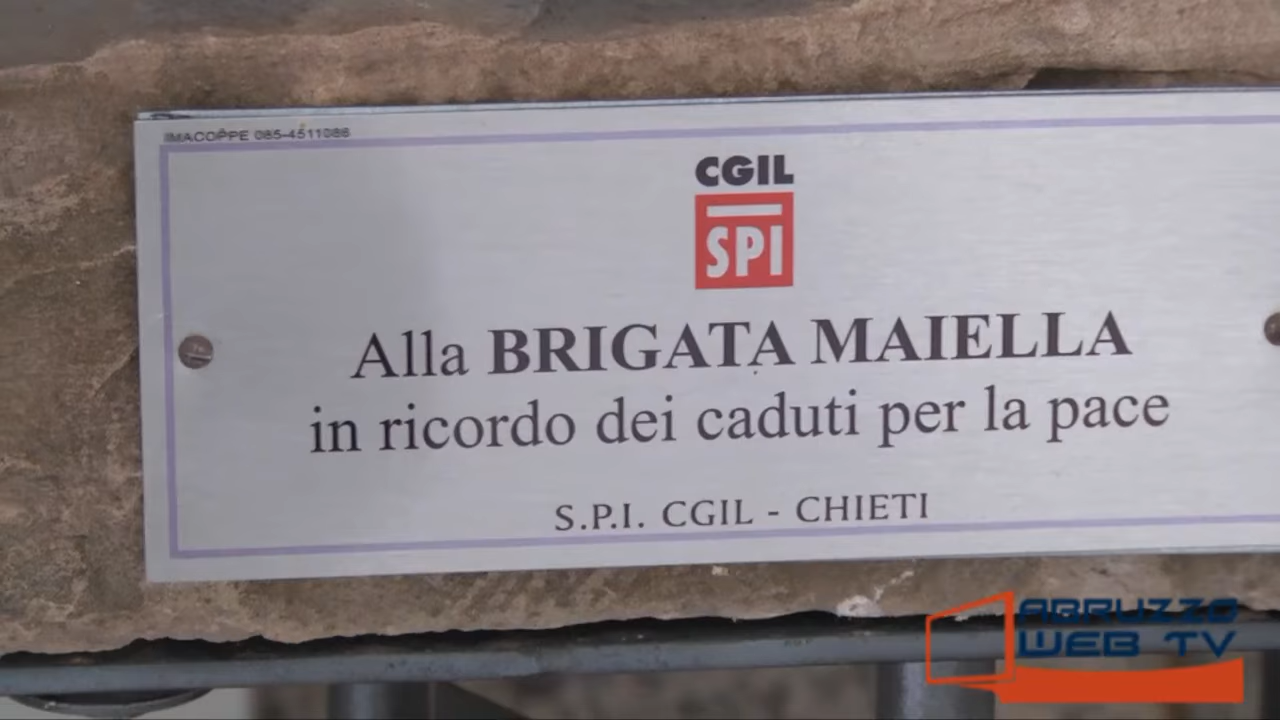 IMACOPPE 085-4511086
CGIL
SPI
Alla BRIGATA MAIELLA
in ricordo dei caduti per la pace
S.P.I. CGIL - CHIETI
ABRUZZO
WEB TV